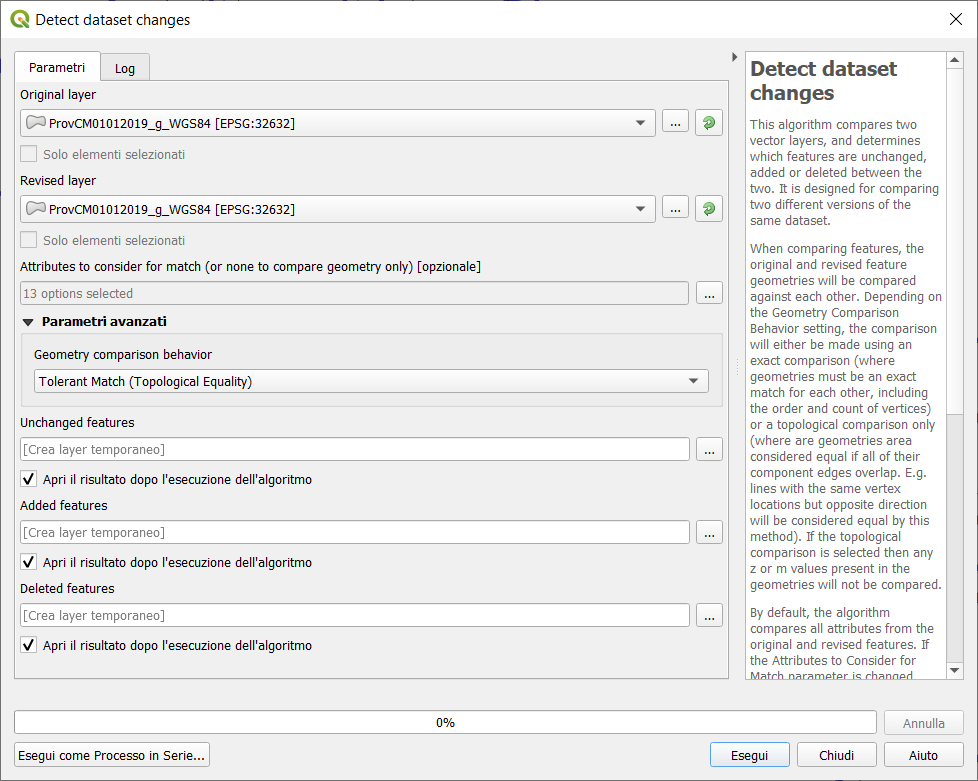 Detect dataset changes
Parametri
Log
Original layer
ProvCM01012019_g_WGS84 [EPSG:32632]
...
Solo elementi selezionati
Revised layer
ProvCM01012019_g_WGS84 [EPSG:32632]
...
Solo elementi selezionati
Attributes to consider for match (or none to compare geometry only) [opzionale]
13 options selected
...
Parametri avanzati
Geometry comparison behavior
Tolerant Match (Topological Equality)
Unchanged features
[Crea layer temporaneo]
...
Apri il risultato dopo l'esecuzione dell'algoritmo
Added features
[Crea layer temporaneo]
...
Apri il risultato dopo l'esecuzione dell'algoritmo
Deleted features
[Crea layer temporaneo]
...
Apri il risultato dopo l'esecuzione dell'algoritmo
Detect dataset
changes
This algorithm compares two
vector layers, and determines
which features are unchanged,
added or deleted between the
two. It is designed for comparing
two different versions of the
same dataset.
When comparing features, the
original and revised feature
geometries will be compared
against each other. Depending on
the Geometry Comparison
Behavior setting, the comparison
will either be made using an
exact comparison (where
geometries must be an exact
match for each other, including
the order and count of vertices)
or a topological comparison only
(where are geometries area
considered equal if all of their
component edges overlap. E.g.
lines with the same vertex
locations but opposite direction
will be considered equal by this
method). If the topological
comparison is selected then any
z or m values present in the
geometries will not be compared.
By default, the algorithm
compares all attributes from the
original and revised features. If
the Attributes to Consider for
Match parameter is changed,
0%
Annulla
Esegui come Processo in Serie...
Esegui
Chiudi
Aiuto